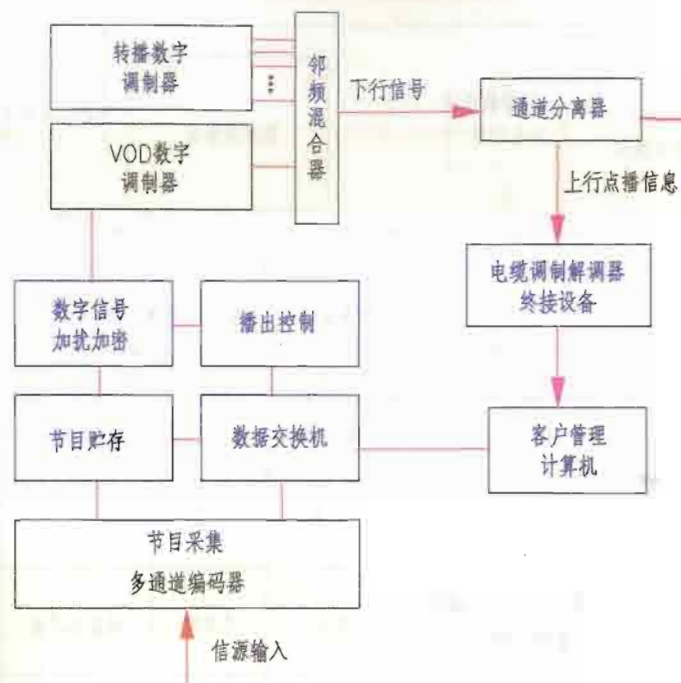 转播数字
调制器
邻频混合器
下行信号
通道分离器
VOD数字
调制器
上行点播信息
电缆调制解调器
终接设备
数字信号
加扰加密
播出控制
节目贮存
数据交换机
客户管理
计算机
节目采集
多通道编码器
信源输入